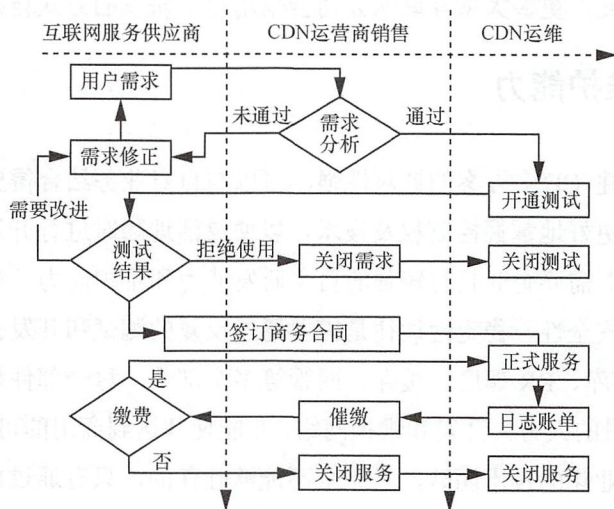 互联网服务供应商
CDN运营商销售
CDN运维
用户需求
需求
分析
未通过
通过
需求修正
开通测试
需要改进
测试
结果
拒绝使用
关闭需求
关闭测试
签订商务合同
正式服务
是
缴费
催缴
日志账单
否
关闭服务
关闭服务